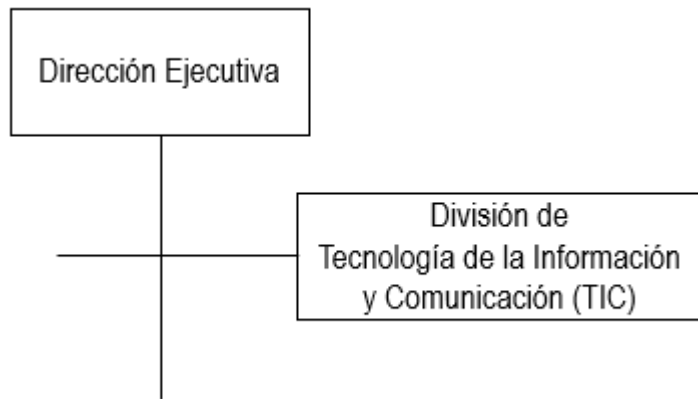 Dirección Ejecutiva
División de
Tecnología de la Información
y Comunicación (TIC)